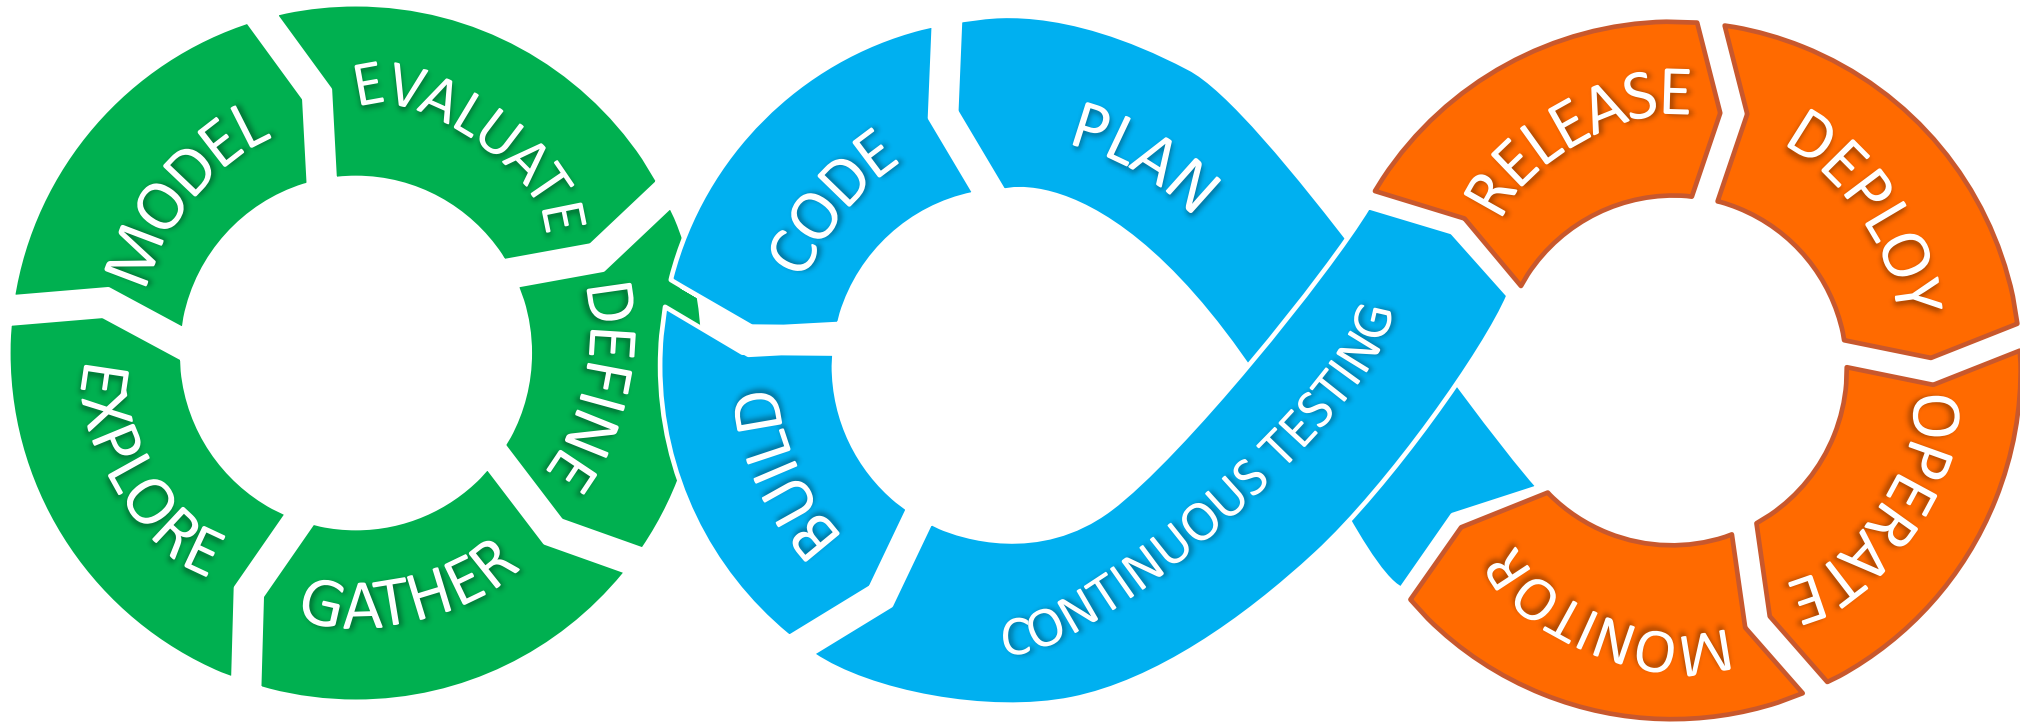 MODEL
EVALUATE
DEFINE
GATHER
EXPLORE
PLAN
CODE
BUILD
CONTINUOUS TESTING
RELEASE
DEPLOY
OPERATE
MONITOR